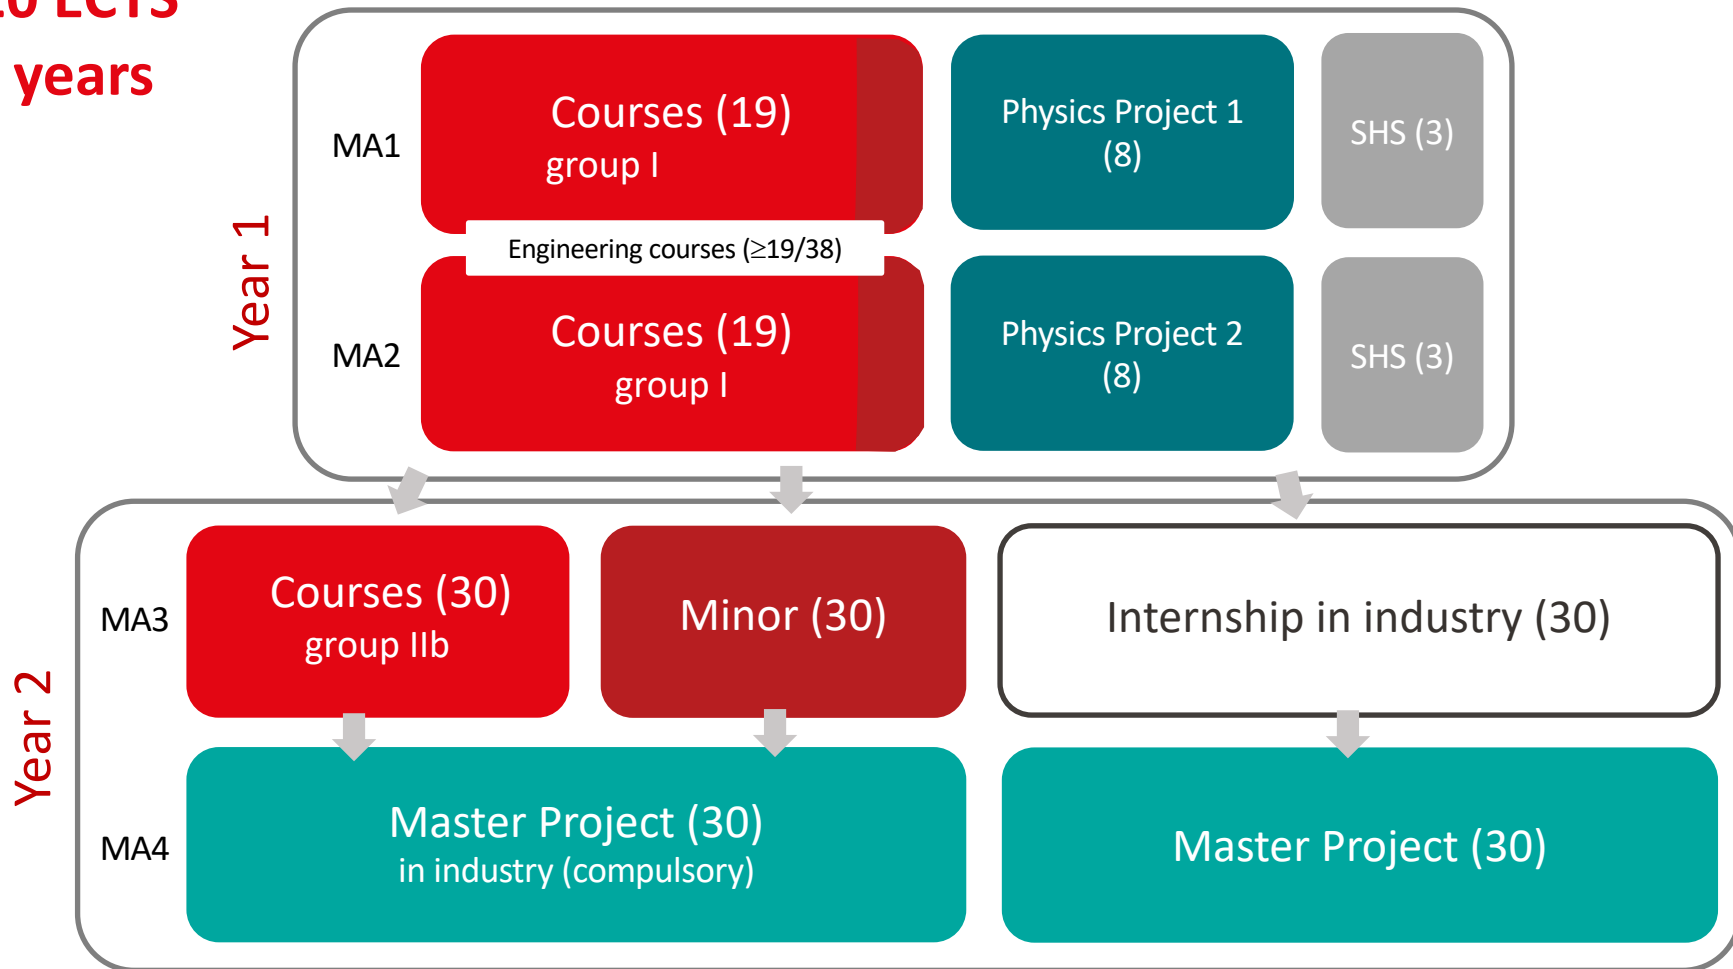 ECTS
years
Year 1
MA1
Courses (19)
group I
Physics Project 1
(8)
SHS (3)
Engineering courses (≥19/38)
MA2
Courses (19)
group I
Physics Project 2
(8)
SHS (3)
Year 2
MA3
Courses (30)
group IIb
Minor (30)
Internship in industry (30)
MA4
Master Project (30)
in industry (compulsory)
Master Project (30)